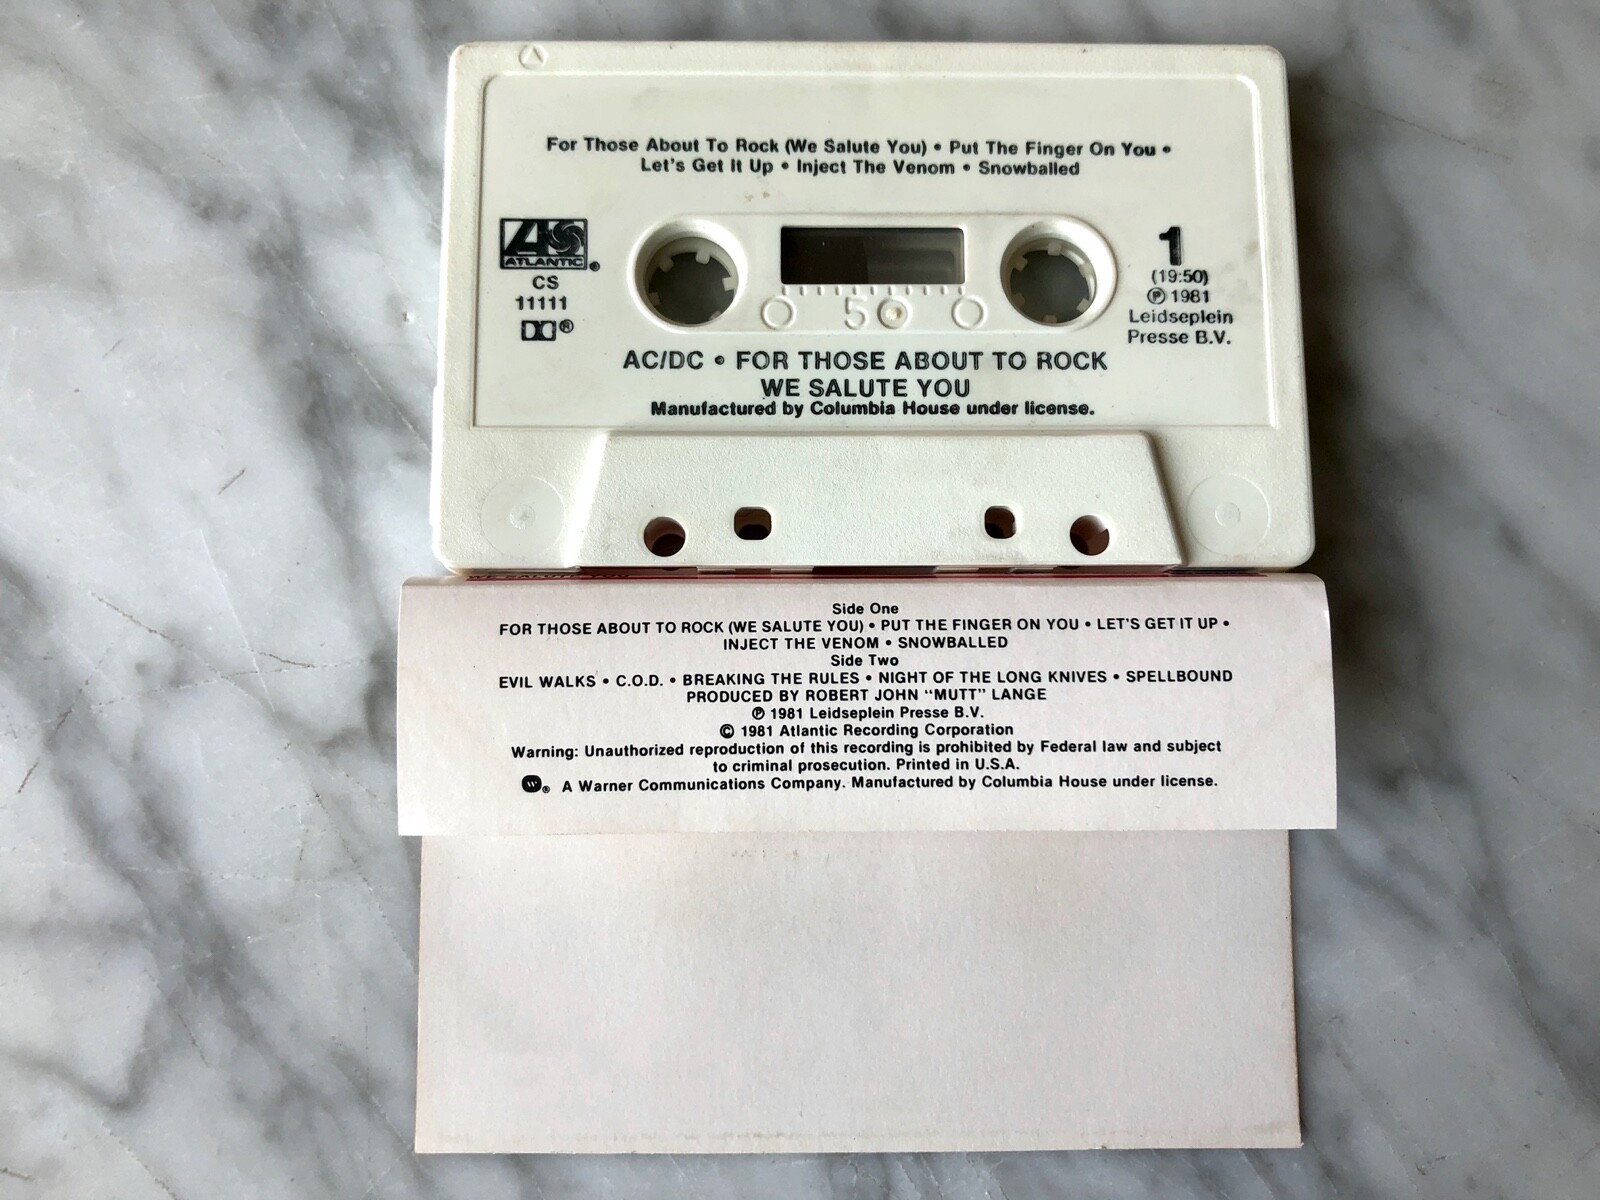 For Those About To Rock (We Salute You) • Put The Finger On You •
Let's Get It Up • Inject The Venom • Snowballed
ATLANTIC®
CS
11111
®
1
(19:50)
℗ 1981
Leidseplein
Presse B.V.
50
AC/DC • FOR THOSE ABOUT TO ROCK
WE SALUTE YOU
Manufactured by Columbia House under license.
WE SALUTE YOU
Side One
FOR THOSE ABOUT TO ROCK (WE SALUTE YOU) • PUT THE FINGER ON YOU • LET'S GET IT UP •
INJECT THE VENOM • SNOWBALLED
Side Two
EVIL WALKS • C.O.D. • BREAKING THE RULES • NIGHT OF THE LONG KNIVES • SPELLBOUND
PRODUCED BY ROBERT JOHN “MUTT” LANGE
℗ 1981 Leidseplein Presse B.V.
© 1981 Atlantic Recording Corporation
Warning: Unauthorized reproduction of this recording is prohibited by Federal law and subject
to criminal prosecution. Printed in U.S.A.
® A Warner Communications Company. Manufactured by Columbia House under license.